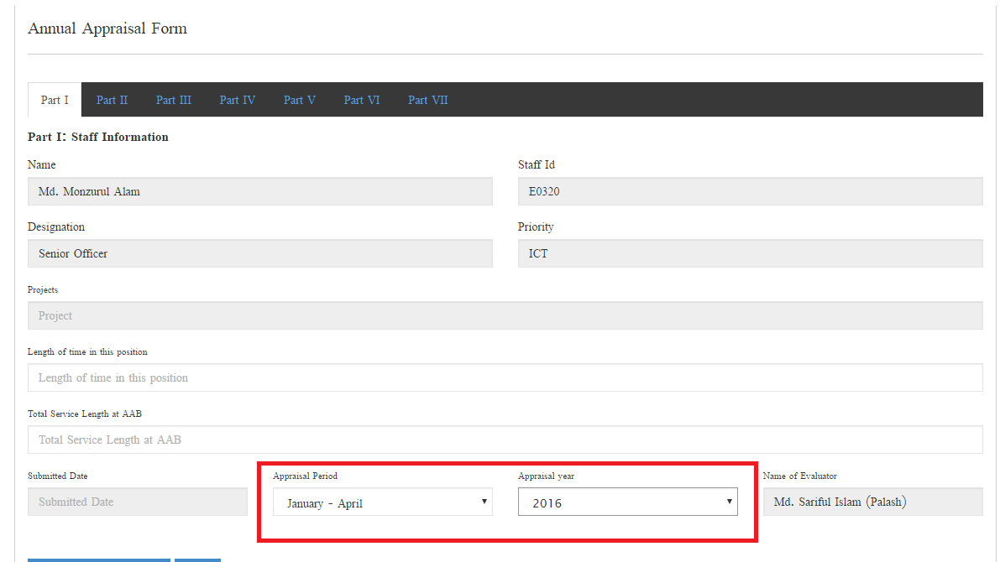 Annual Appraisal Form
Part I Part II Part III Part IV Part V Part VI Part VII
Part I: Staff Information
Name Staff Id
Md. Monzurul Alam E0320
Designation Priority
Senior Officer ICT
Projects
Project
Length of time in this position
Length of time in this position
Total Service Length at AAB
Total Service Length at AAB
Submitted Date Appraisal Period Appraisal year Name of Evaluator
Submitted Date January - April 2016 Md. Sariful Islam (Palash)